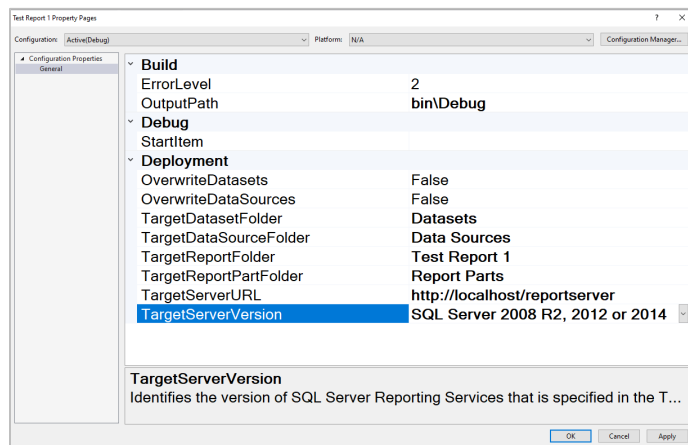 Test Report 1 Property Pages
Configuration: Active(Debug) Platform: N/A Configuration Manager...
Configuration Properties
General
Build
ErrorLevel 2
OutputPath bin\Debug
Debug
StartItem
Deployment
OverwriteDatasets False
OverwriteDataSources False
TargetDatasetFolder Datasets
TargetDataSourceFolder Data Sources
TargetReportFolder Test Report 1
TargetReportPartFolder Report Parts
TargetServerURL http://localhost/reportserver
TargetServerVersion SQL Server 2008 R2, 2012 or 2014
TargetServerVersion
Identifies the version of SQL Server Reporting Services that is specified in the T...
OK Cancel Apply